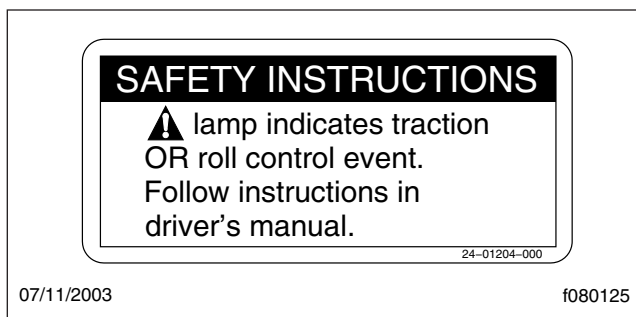 SAFETY INSTRUCTIONS
lamp indicates traction
OR roll control event.
Follow instructions in
driver's manual.
24–01204–000
07/11/2003
f080125